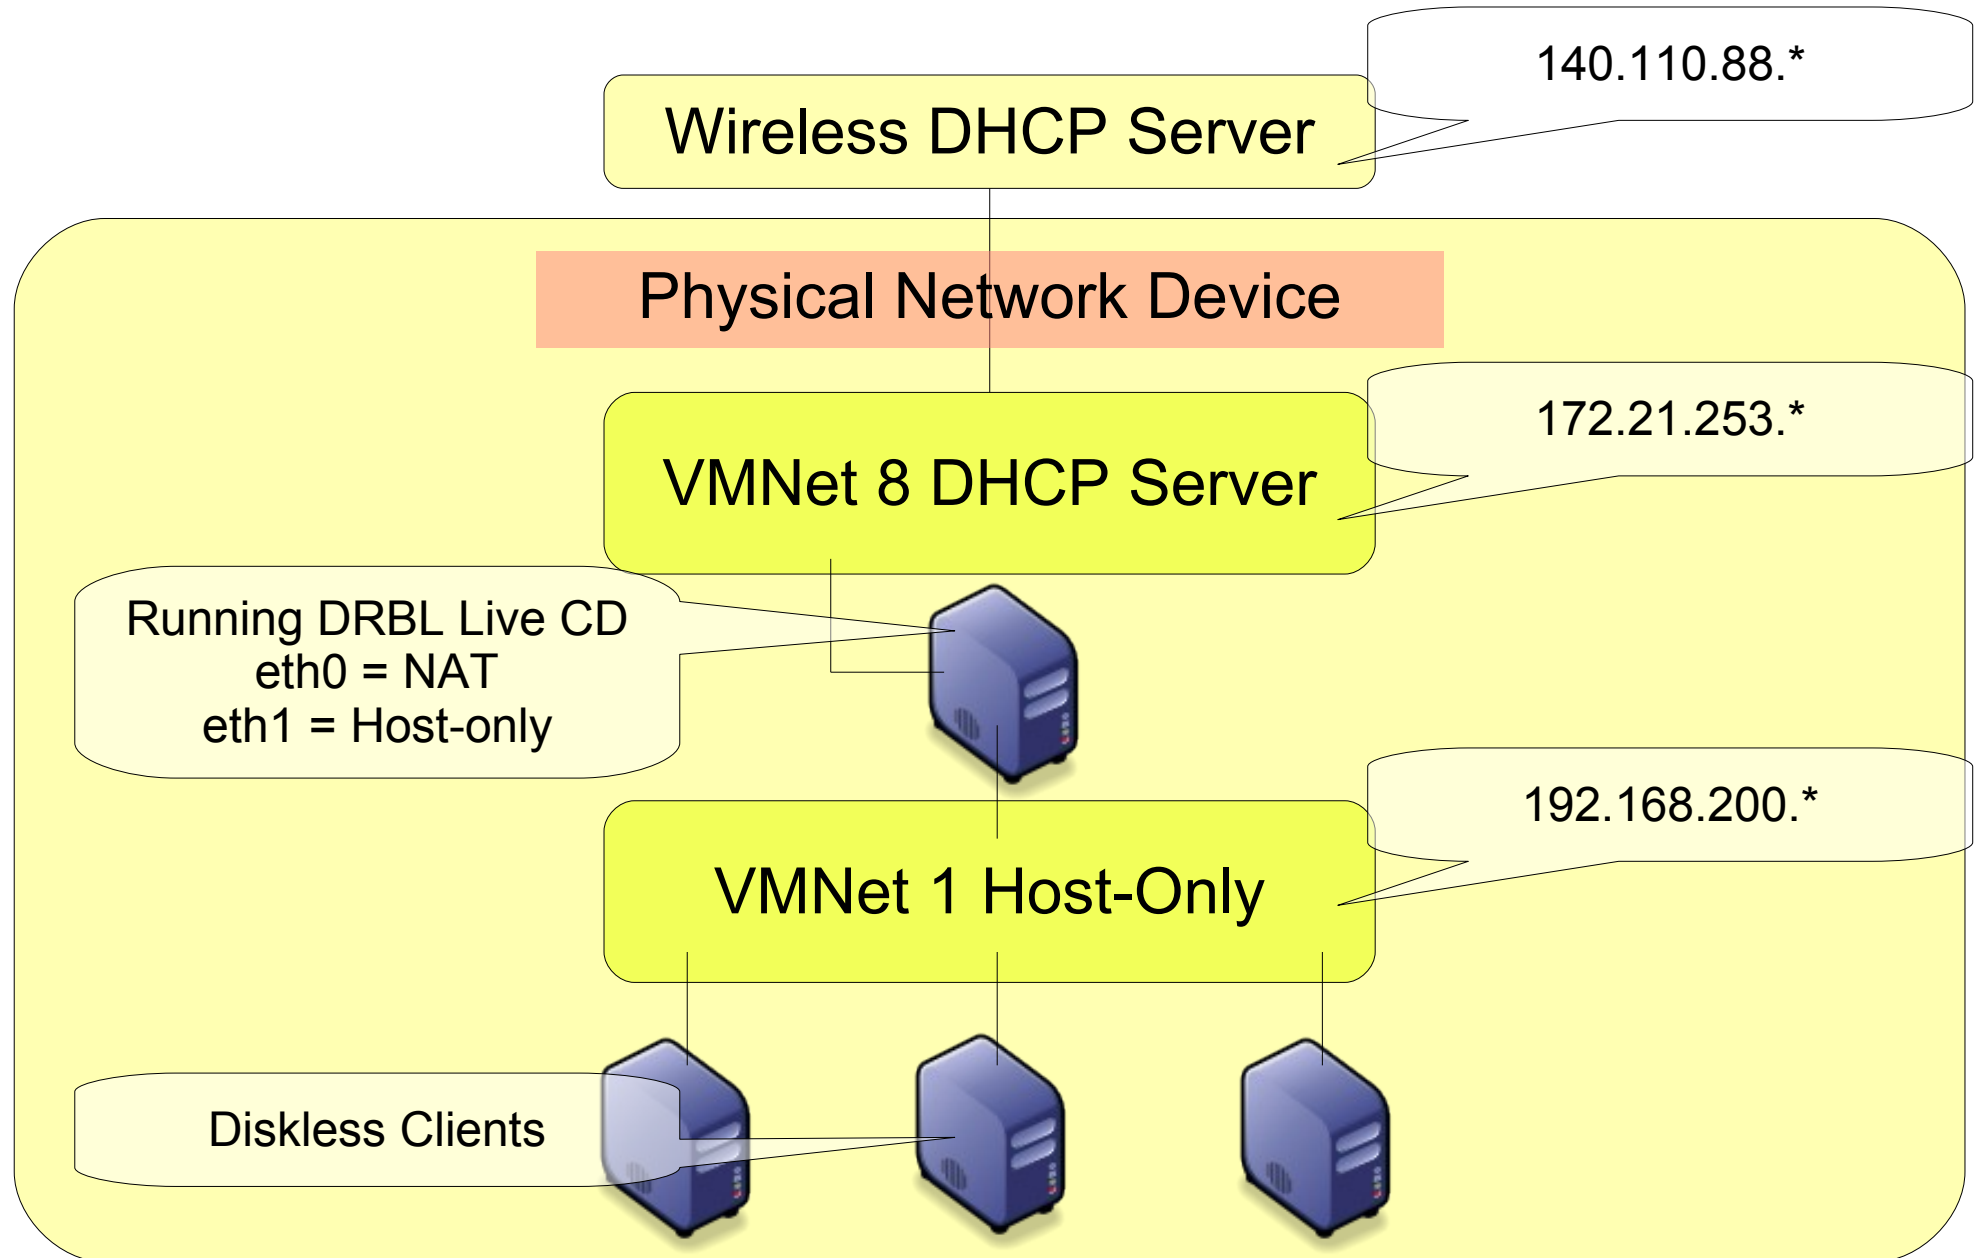 140.110.88.*
Wireless DHCP Server
Physical Network Device
172.21.253.*
VMNet 8 DHCP Server
Running DRBL Live CD
eth0 = NAT
eth1 = Host-only
192.168.200.*
VMNet 1 Host-Only
Diskless Clients